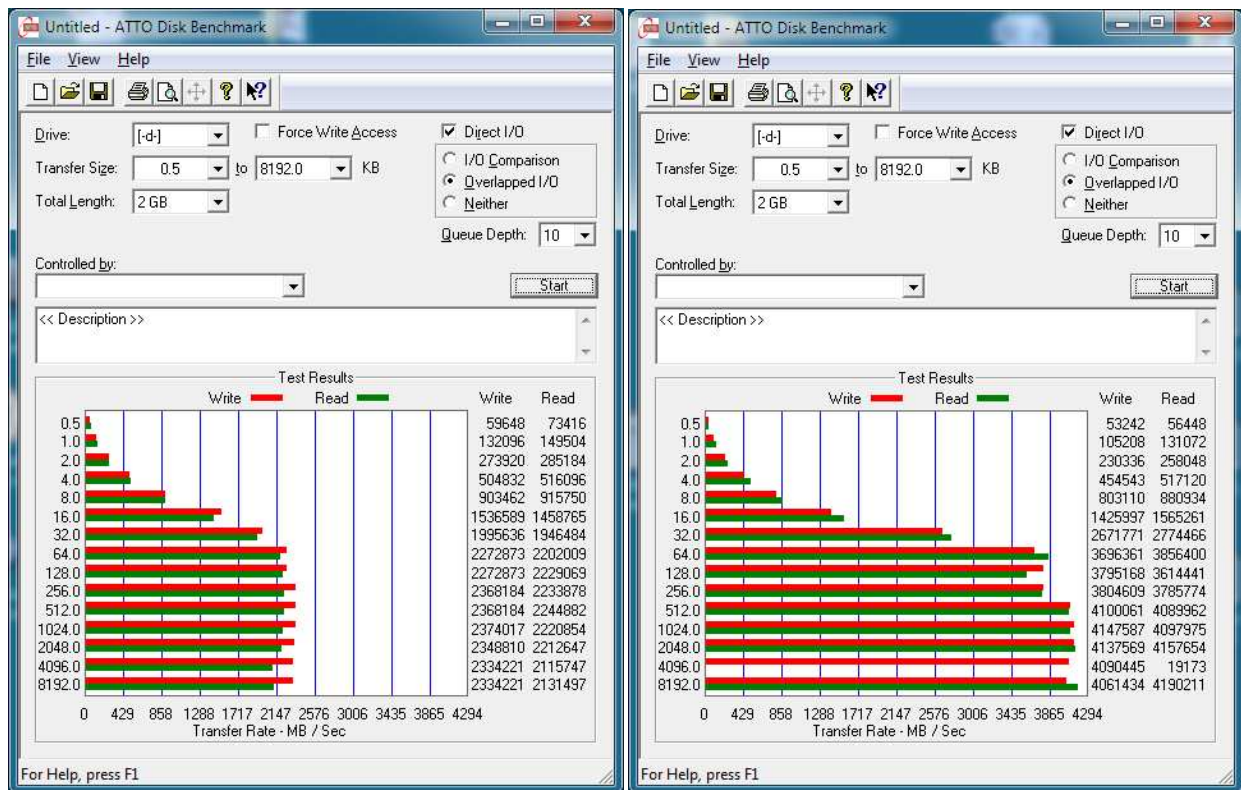 Untitled - ATTO Disk Benchmark
File View Help
Drive: [-d-] Force Write Access Direct I/O
Transfer Size: 0.5 to 8192.0 KB I/O Comparison
Overlapped I/O
Total Length: 2 GB Neither
Queue Depth: 10
Controlled by:
Start
<< Description >>
Test Results
Write Read Write Read
0.5 59648 73416
1.0 132096 149504
2.0 273920 285184
4.0 504832 516096
8.0 903462 915750
16.0 1536589 1458765
32.0 1995636 1946484
64.0 2272873 2202009
128.0 2272873 2229069
256.0 2368184 2233878
512.0 2368184 2244882
1024.0 2374017 2220854
2048.0 2348810 2212647
4096.0 2334221 2115747
8192.0 2334221 2131497
0 429 858 1288 1717 2147 2576 3006 3435 3865 4294
Transfer Rate - MB / Sec
For Help, press F1
Untitled - ATTO Disk Benchmark
File View Help
Drive: [-d-] Force Write Access Direct I/O
Transfer Size: 0.5 to 8192.0 KB I/O Comparison
Overlapped I/O
Total Length: 2 GB Neither
Queue Depth: 10
Controlled by:
Start
<< Description >>
Test Results
Write Read Write Read
0.5 53242 56448
1.0 105208 131072
2.0 230336 258048
4.0 454543 517120
8.0 803110 880934
16.0 1425997 1565261
32.0 2671771 2774466
64.0 3696361 3856400
128.0 3795168 3614441
256.0 3804609 3785774
512.0 4100061 4089962
1024.0 4147587 4097975
2048.0 4137569 4157654
4096.0 4090445 19173
8192.0 4061434 4190211
0 429 858 1288 1717 2147 2576 3006 3435 3865 4294
Transfer Rate - MB / Sec
For Help, press F1